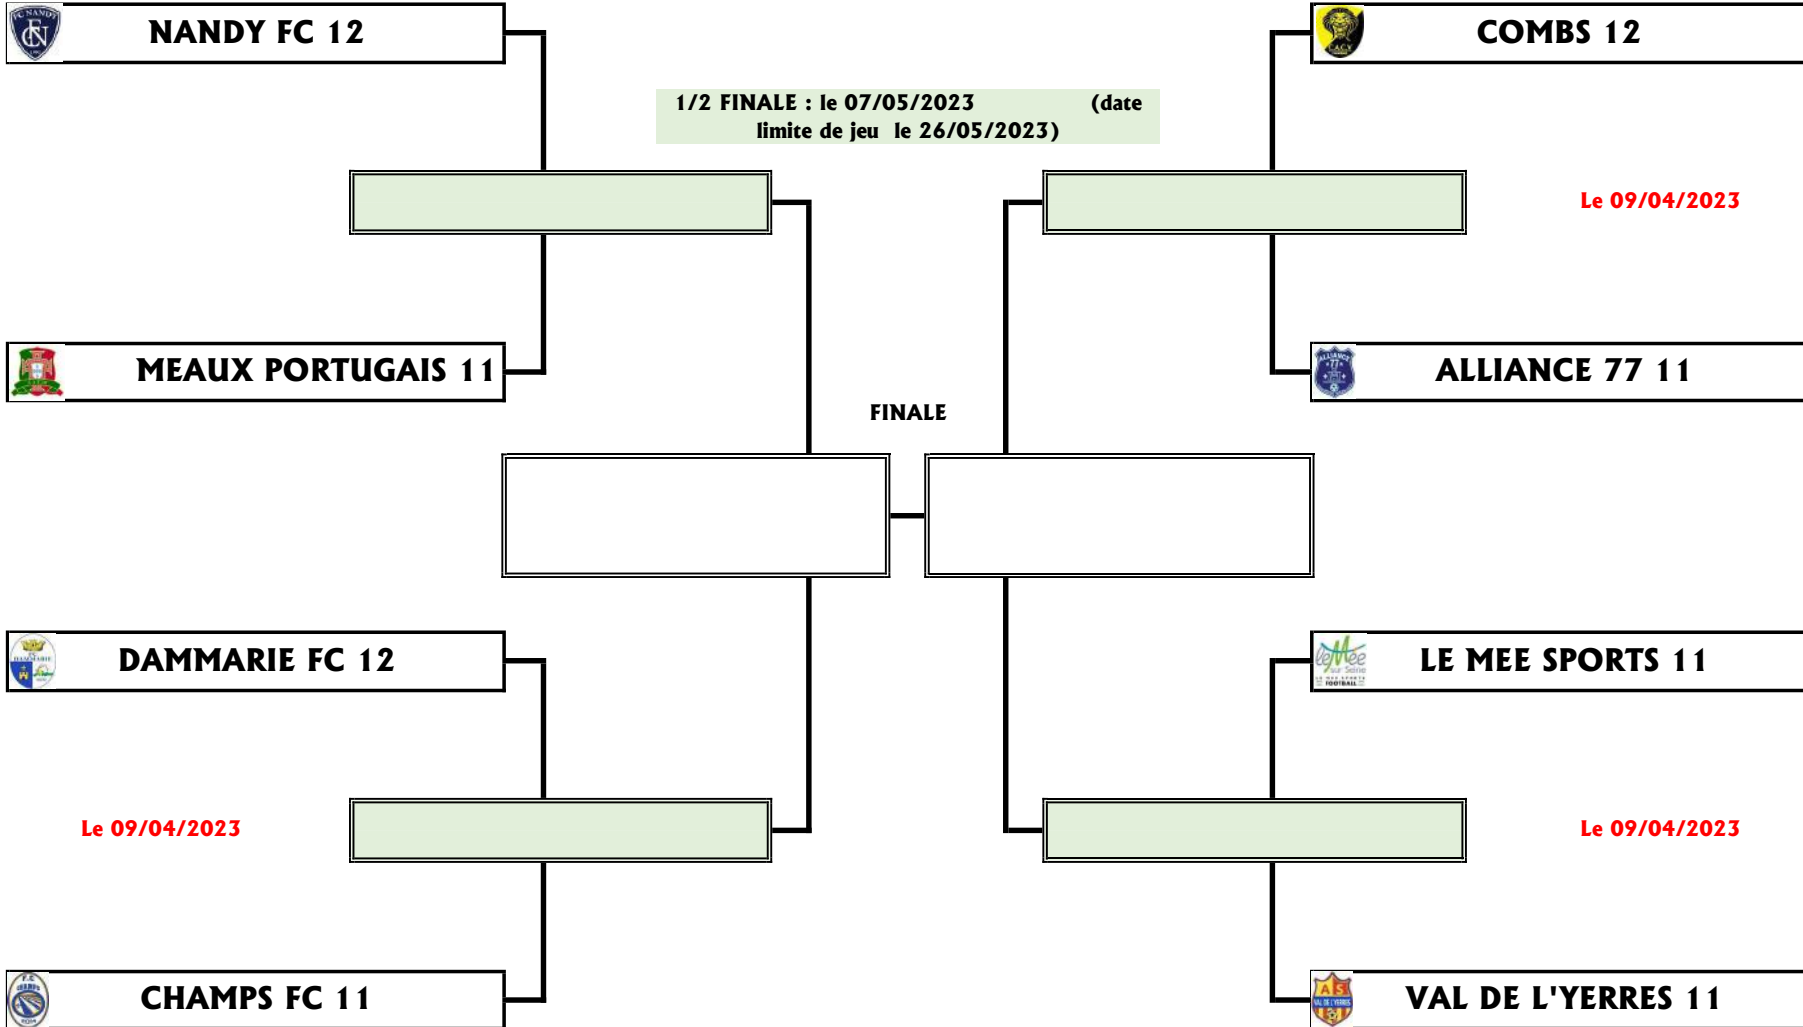 NANDY FC 12
COMBS 12
1/2 FINALE : le 07/05/2023 (date
limite de jeu le 26/05/2023)
Le 09/04/2023
MEAUX PORTUGAIS 11
ALLIANCE 77 11
FINALE
DAMMARIE FC 12
LE MEE SPORTS 11
Le 09/04/2023
Le 09/04/2023
CHAMPS FC 11
VAL DE L'YERRES 11